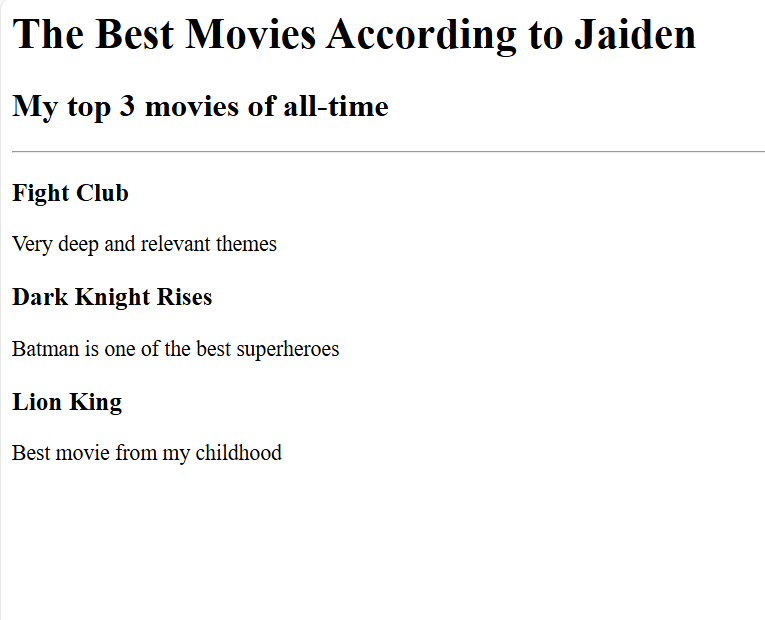 The Best Movies According to Jaiden
My top 3 movies of all-time
Fight Club
Very deep and relevant themes
Dark Knight Rises
Batman is one of the best superheroes
Lion King
Best movie from my childhood